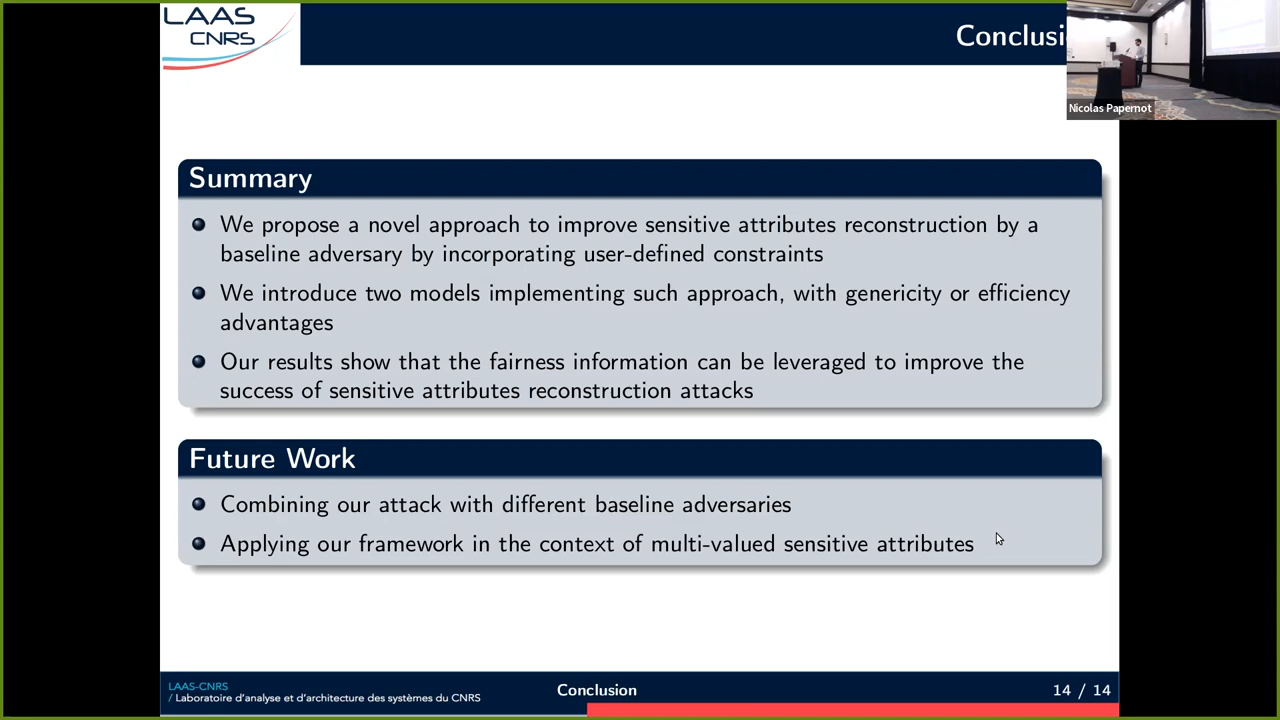 LAAS
CNRS
Conclusi
Nicolas Papernot
Summary
We propose a novel approach to improve sensitive attributes reconstruction by a
baseline adversary by incorporating user-defined constraints
We introduce two models implementing such approach, with genericity or efficiency
advantages
Our results show that the fairness information can be leveraged to improve the
success of sensitive attributes reconstruction attacks
Future Work
Combining our attack with different baseline adversaries
Applying our framework in the context of multi-valued sensitive attributes
LAAS-CNRS
/ Laboratoire d'analyse et d'architecture des systèmes du CNRS
Conclusion
14 / 14